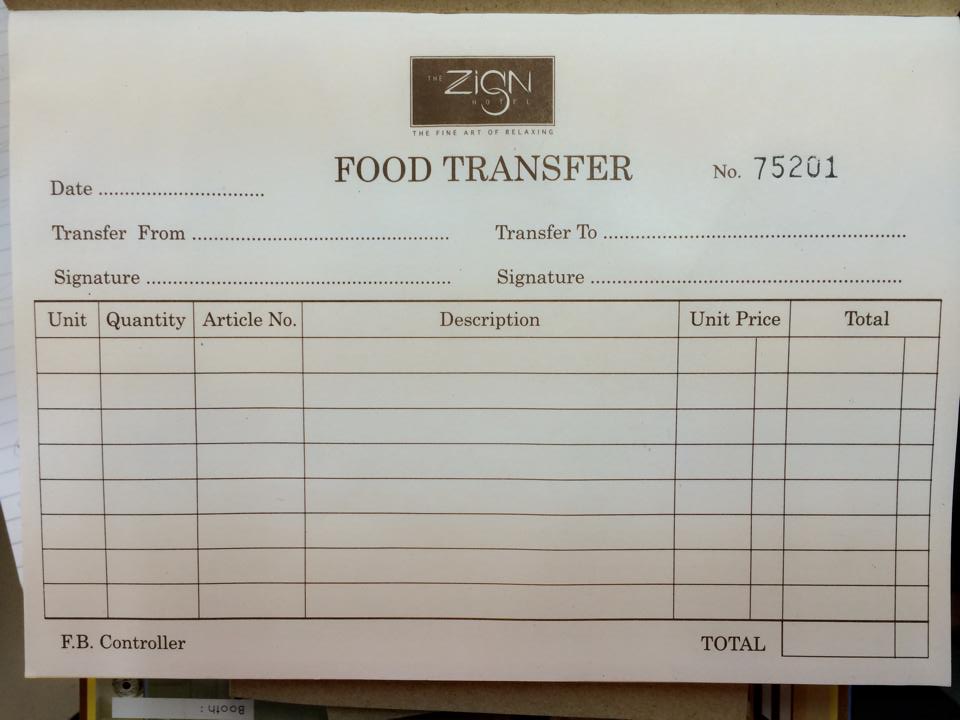 THE ZiGN
HOTEL
THE FINE ART OF RELAXING
FOOD TRANSFER
No. 75201
Date ..............................
Transfer From ................................................
Transfer To .........................................................
Signature .........................................................
Signature ..........................................................
Unit Quantity Article No. Description Unit Price Total
F.B. Controller TOTAL
Booth :